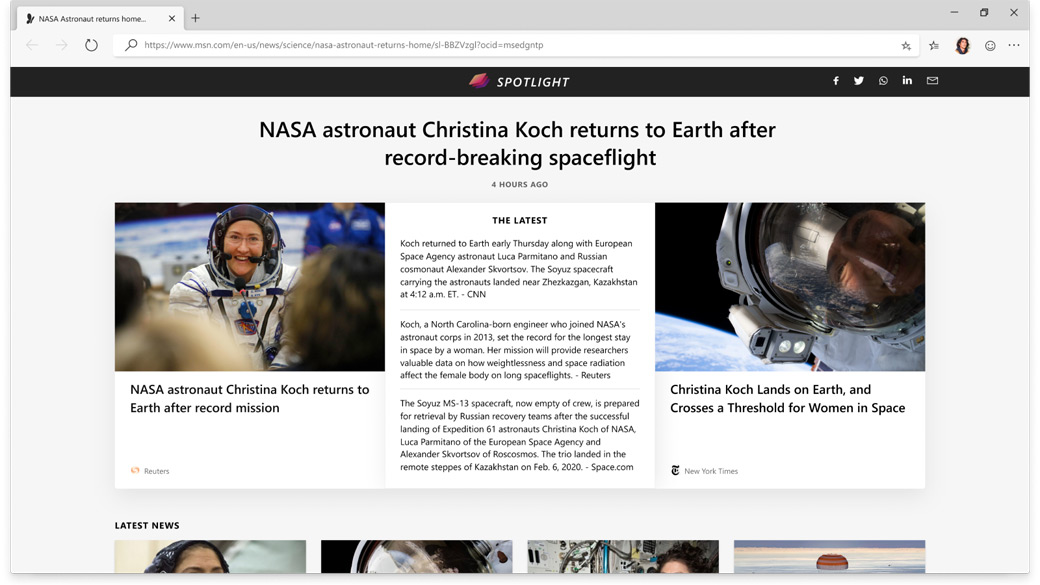 NASA Astronaut returns home...
https://www.msn.com/en-us/news/science/nasa-astronaut-returns-home/sl-BBZVzgl?ocid=msedgntp
SPOTLIGHT
NASA astronaut Christina Koch returns to Earth after
record-breaking spaceflight
4 HOURS AGO
THE LATEST
Koch returned to Earth early Thursday along with European
Space Agency astronaut Luca Parmitano and Russian
cosmonaut Alexander Skvortsov. The Soyuz spacecraft
carrying the astronauts landed near Zhezkazgan, Kazakhstan
at 4:12 a.m. ET. - CNN
Koch, a North Carolina-born engineer who joined NASA's
astronaut corps in 2013, set the record for the longest stay
in space by a woman. Her mission will provide researchers
valuable data on how weightlessness and space radiation
affect the female body on long spaceflights. - Reuters
The Soyuz MS-13 spacecraft, now empty of crew, is prepared
for retrieval by Russian recovery teams after the successful
landing of Expedition 61 astronauts Christina Koch of NASA,
Luca Parmitano of the European Space Agency and
Alexander Skvortsov of Roscosmos. The trio landed in the
remote steppes of Kazakhstan on Feb. 6, 2020. - Space.com
NASA astronaut Christina Koch returns to
Earth after record mission
Reuters
Christina Koch Lands on Earth, and
Crosses a Threshold for Women in Space
New York Times
LATEST NEWS